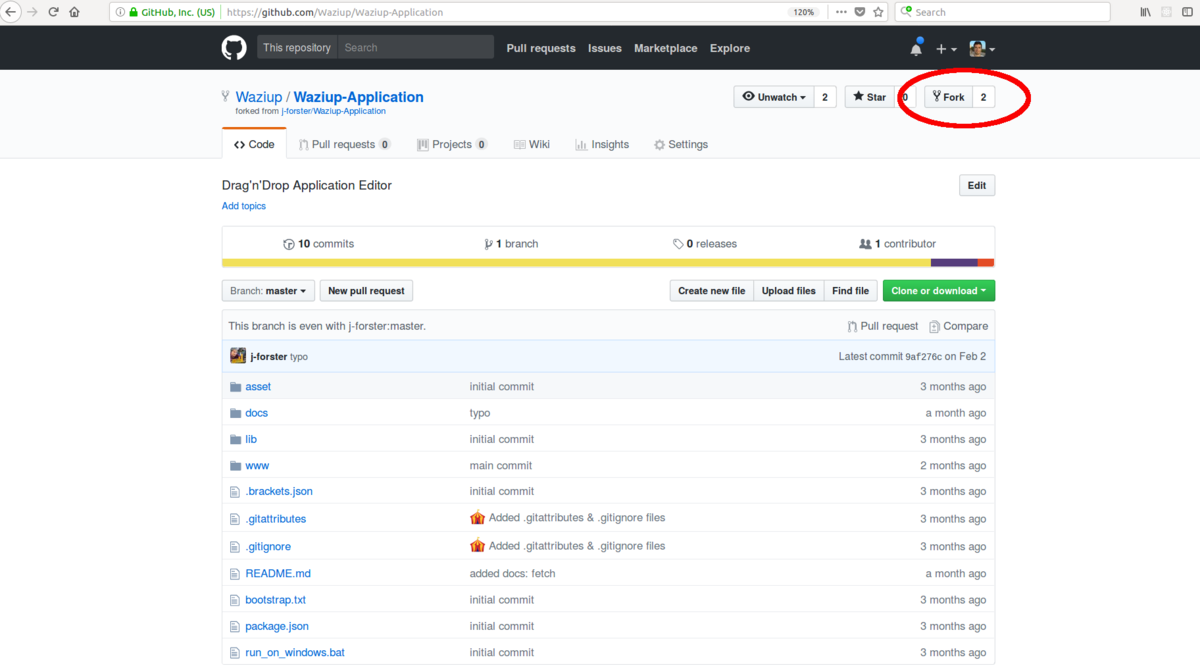 GitHub, Inc. (US) https://github.com/Waziup/Waziup-Application 120% Search
This repository Search Pull requests Issues Marketplace Explore
Waziup / Waziup-Application Unwatch 2 Star 0 Fork 2
forked from j-forster/Waziup-Application
Code Pull requests 0 Projects 0 Wiki Insights Settings
Drag'n'Drop Application Editor Edit
Add topics
10 commits 1 branch 0 releases 1 contributor
Branch: master New pull request Create new file Upload files Find file Clone or download
This branch is even with j-forster:master. Pull request Compare
j-forster typo Latest commit 9af276c on Feb 2
asset initial commit 3 months ago
docs typo a month ago
lib initial commit 3 months ago
www main commit 2 months ago
.brackets.json initial commit 3 months ago
.gitattributes Added .gitattributes & .gitignore files 3 months ago
.gitignore Added .gitattributes & .gitignore files 3 months ago
README.md added docs: fetch a month ago
bootstrap.txt initial commit 3 months ago
package.json initial commit 3 months ago
run_on_windows.bat initial commit 3 months ago